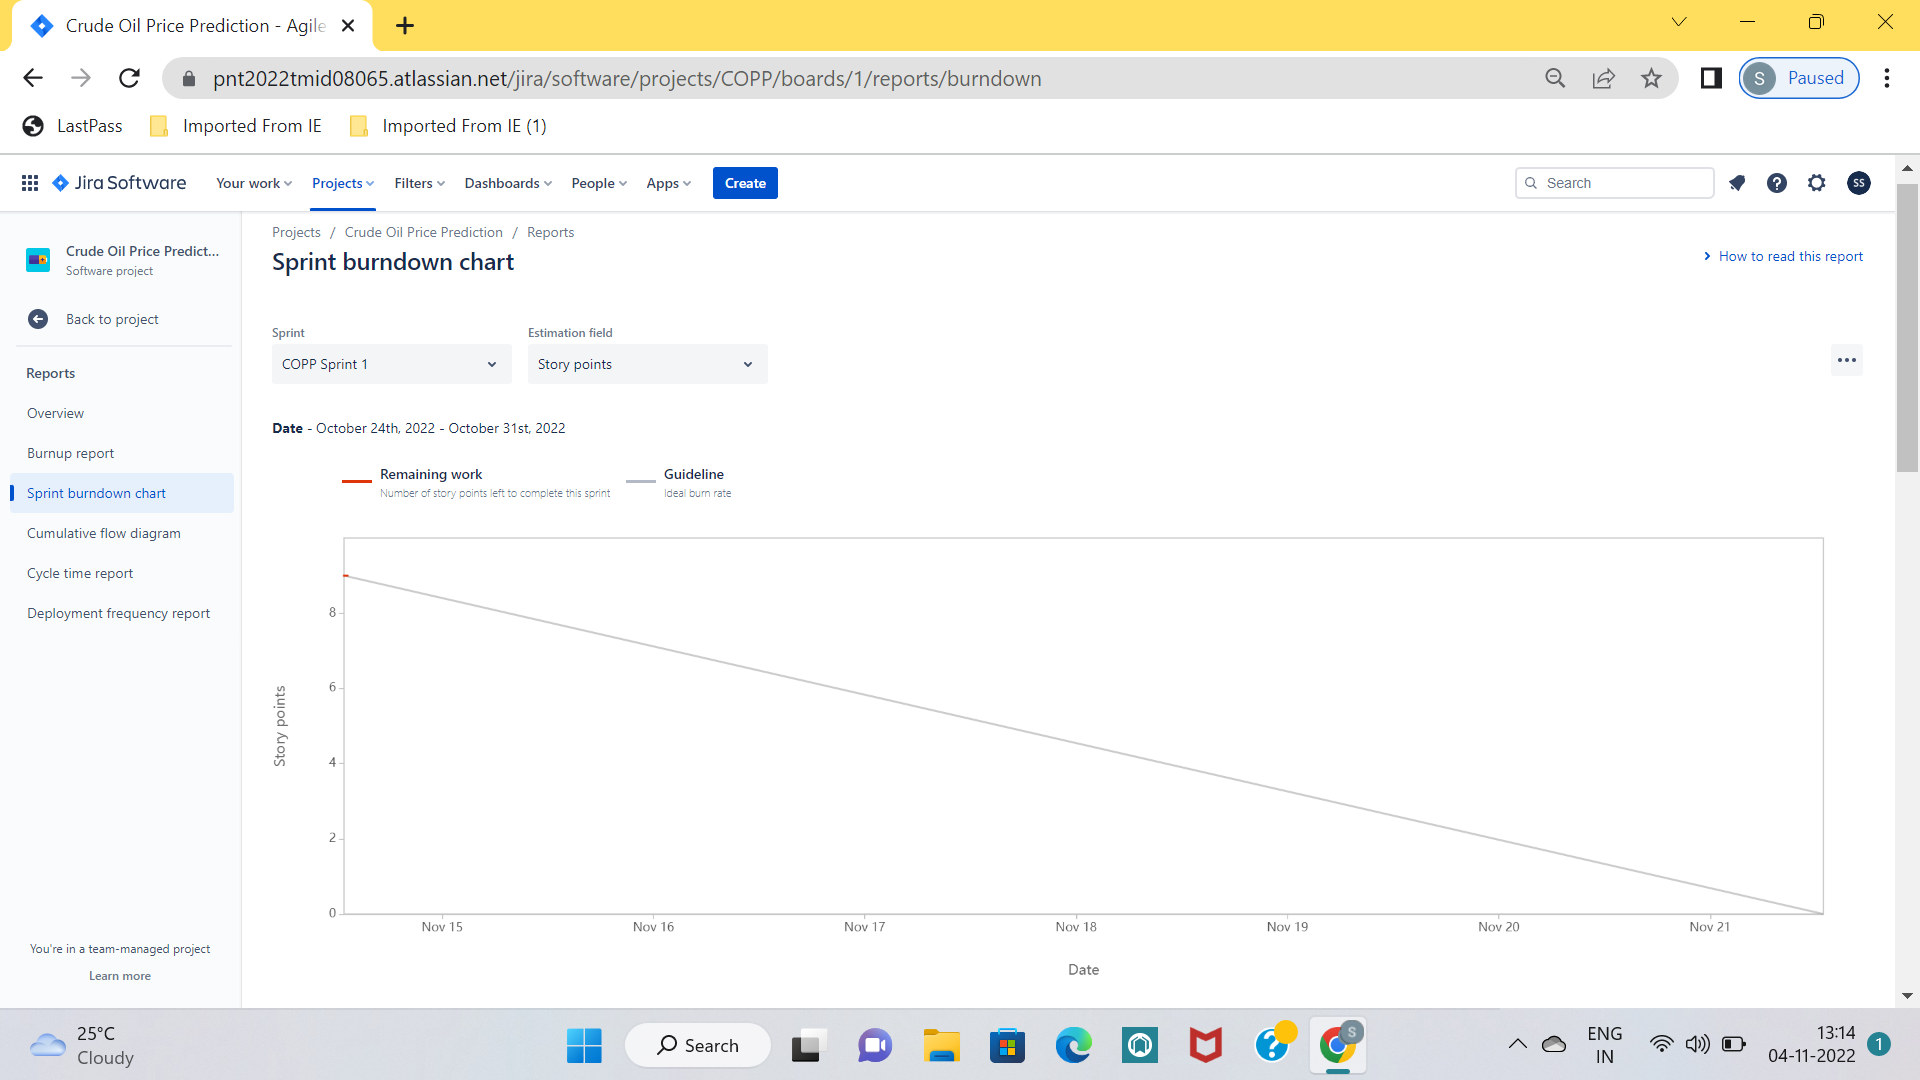 Crude Oil Price Prediction - Agile
pnt2022tmid08065.atlassian.net/jira/software/projects/COPP/boards/1/reports/burndown
S Paused
LastPass Imported From IE Imported From IE (1)
Jira Software Your work Projects Filters Dashboards People Apps Create Search SS
Projects / Crude Oil Price Prediction / Reports
Sprint burndown chart
How to read this report
Crude Oil Price Predict...
Software project
Back to project
Reports
Overview
Burnup report
Sprint burndown chart
Cumulative flow diagram
Cycle time report
Deployment frequency report
You're in a team-managed project
Learn more
Sprint Estimation field
COPP Sprint 1 Story points
Date - October 24th, 2022 - October 31st, 2022
Remaining work Guideline
Number of story points left to complete this sprint Ideal burn rate
8
6
4
2
0
Story points
Nov 15 Nov 16 Nov 17 Nov 18 Nov 19 Nov 20 Nov 21
Date
25°C
Cloudy
Search
S
ENG
IN
13:14
04-11-2022
1